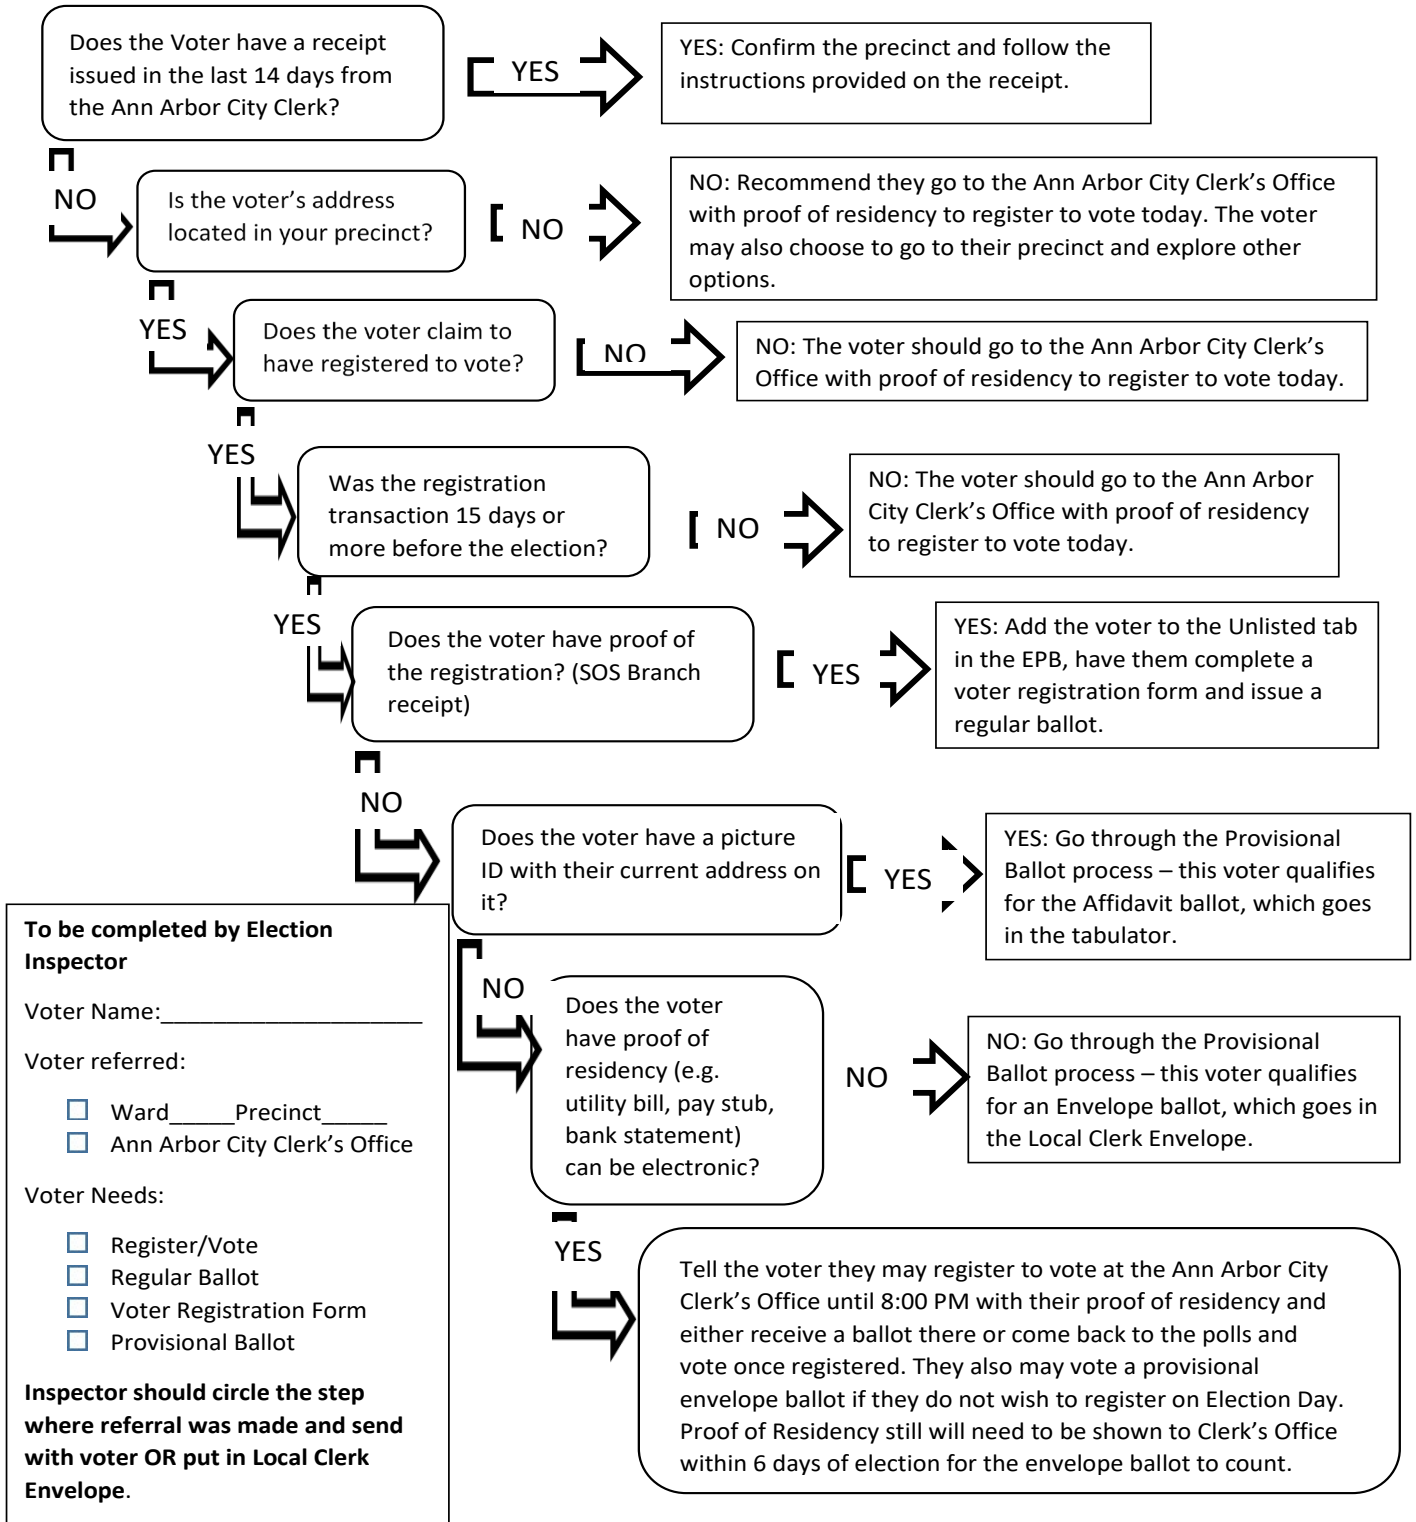 Does the Voter have a receipt
issued in the last 14 days from
the Ann Arbor City Clerk?
YES
YES: Confirm the precinct and follow the
instructions provided on the receipt.
NO
Is the voter’s address
located in your precinct?
NO
NO: Recommend they go to the Ann Arbor City Clerk’s Office
with proof of residency to register to vote today. The voter
may also choose to go to their precinct and explore other
options.
YES
Does the voter claim to
have registered to vote?
NO
NO: The voter should go to the Ann Arbor City Clerk’s
Office with proof of residency to register to vote today.
YES
Was the registration
transaction 15 days or
more before the election?
NO
NO: The voter should go to the Ann Arbor
City Clerk’s Office with proof of residency
to register to vote today.
YES
Does the voter have proof of
the registration? (SOS Branch
receipt)
YES
YES: Add the voter to the Unlisted tab
in the EPB, have them complete a
voter registration form and issue a
regular ballot.
NO
Does the voter have a picture
ID with their current address on
it?
YES
YES: Go through the Provisional
Ballot process – this voter qualifies
for the Affidavit ballot, which goes
in the tabulator.
NO
Does the voter
have proof of
residency (e.g.
utility bill, pay stub,
bank statement)
can be electronic?
NO
NO: Go through the Provisional
Ballot process – this voter qualifies
for an Envelope ballot, which goes in
the Local Clerk Envelope.
YES
Tell the voter they may register to vote at the Ann Arbor City
Clerk’s Office until 8:00 PM with their proof of residency and
either receive a ballot there or come back to the polls and
vote once registered. They also may vote a provisional
envelope ballot if they do not wish to register on Election Day.
Proof of Residency still will need to be shown to Clerk’s Office
within 6 days of election for the envelope ballot to count.
To be completed by Election
Inspector
Voter Name:____________________
Voter referred:
Ward_____Precinct_____
Ann Arbor City Clerk’s Office
Voter Needs:
Register/Vote
Regular Ballot
Voter Registration Form
Provisional Ballot
Inspector should circle the step
where referral was made and send
with voter OR put in Local Clerk
Envelope.